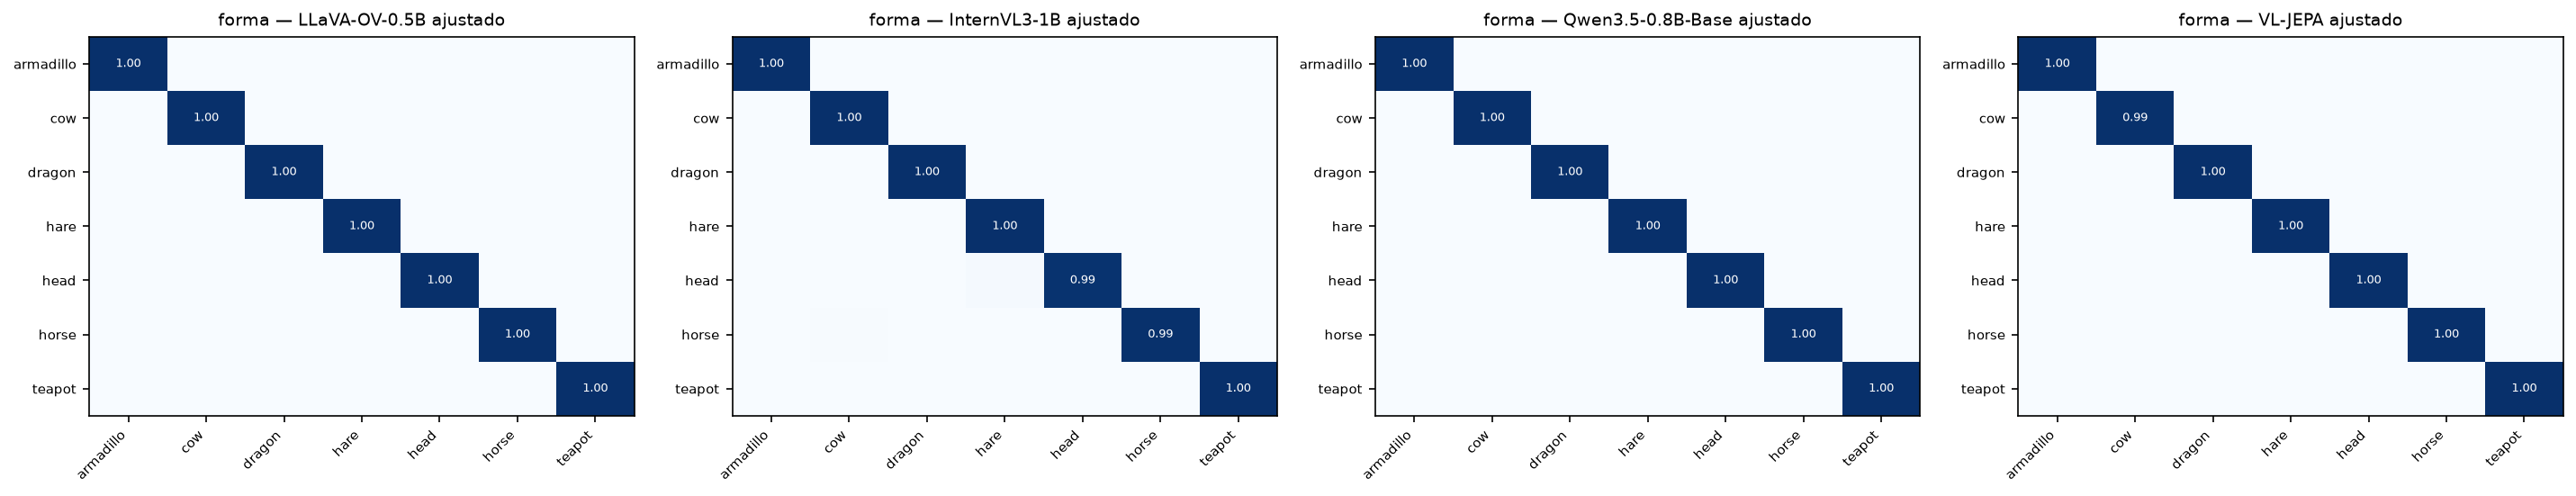 forma — LLaVA-OV-0.5B ajustado
armadillo
cow
dragon
hare
head
horse
teapot
1.00
1.00
1.00
1.00
1.00
1.00
1.00
armadillo
cow
dragon
hare
head
horse
teapot
forma — InternVL3-1B ajustado
armadillo
cow
dragon
hare
head
horse
teapot
1.00
1.00
1.00
1.00
0.99
0.99
1.00
armadillo
cow
dragon
hare
head
horse
teapot
forma — Qwen3.5-0.8B-Base ajustado
armadillo
cow
dragon
hare
head
horse
teapot
1.00
1.00
1.00
1.00
1.00
1.00
1.00
armadillo
cow
dragon
hare
head
horse
teapot
forma — VL-JEPA ajustado
armadillo
cow
dragon
hare
head
horse
teapot
1.00
0.99
1.00
1.00
1.00
1.00
1.00
armadillo
cow
dragon
hare
head
horse
teapot